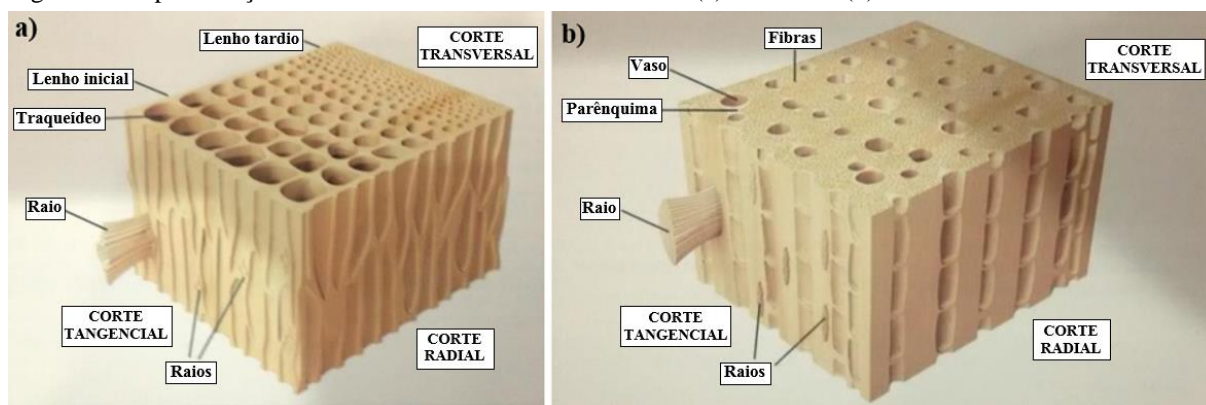 a)
Lenho tardio
CORTE
TRANSVERSAL
Lenho inicial
Traqueídeo
Raio
CORTE
TANGENCIAL
CORTE
RADIAL
Raios
b)
Fibras
CORTE
TRANSVERSAL
Vaso
Parênquima
Raio
CORTE
TANGENCIAL
CORTE
RADIAL
Raios